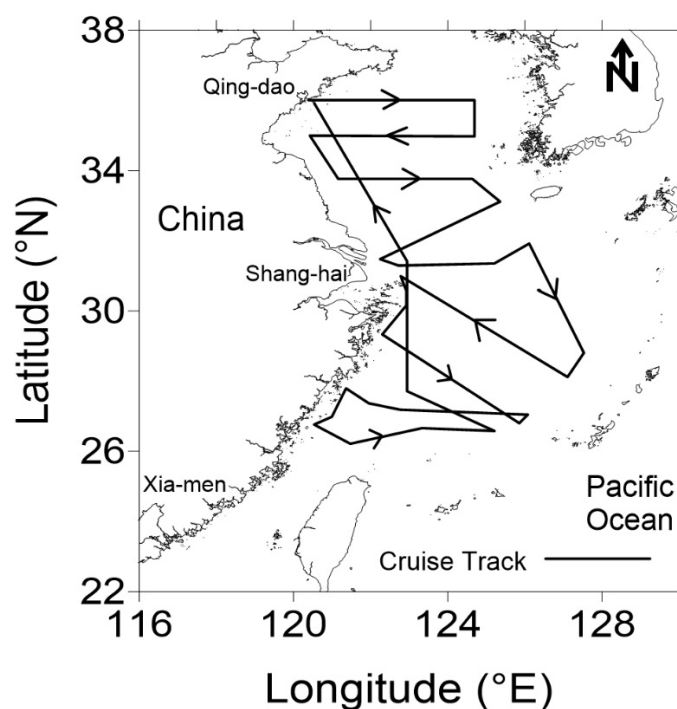 38
N
Qing-dao
34
China
Shang-hai
30
Latitude (°N)
26
Xia-men
Pacific
Ocean
Cruise Track
22
116
120
124
128
Longitude (°E)